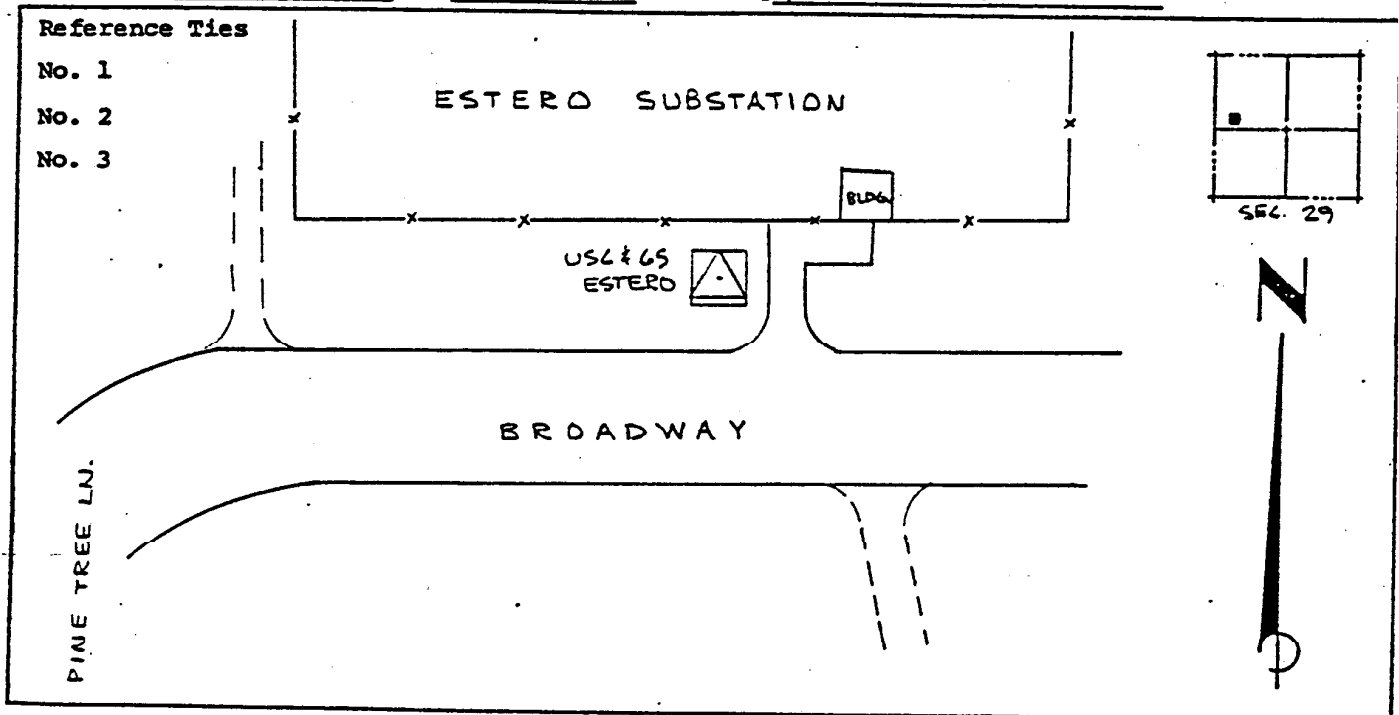 Reference Ties
No. 1
No. 2
No. 3
ESTERO SUBSTATION
BLDG
SEC. 29
USC & GS
ESTERO
N
BROADWAY
PINE TREE LN.